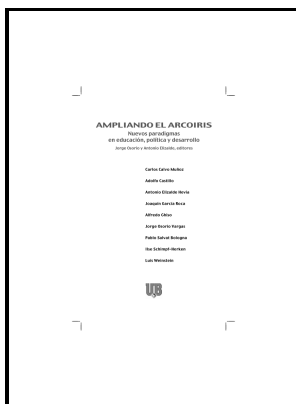 AMPLIANDO EL ARCOIRIS
Nuevos paradigmas
en educación, política y desarrollo
Jorge Osorio y Antonio Elizalde, editores
Carlos Calvo Muñoz
Adolfo Castillo
Antonio Elizalde Hevia
Joaquín García Roca
Alfredo Ghiso
Jorge Osorio Vargas
Pablo Salvat Bologna
Ilse Schimpf-Herken
Luis Weinstein